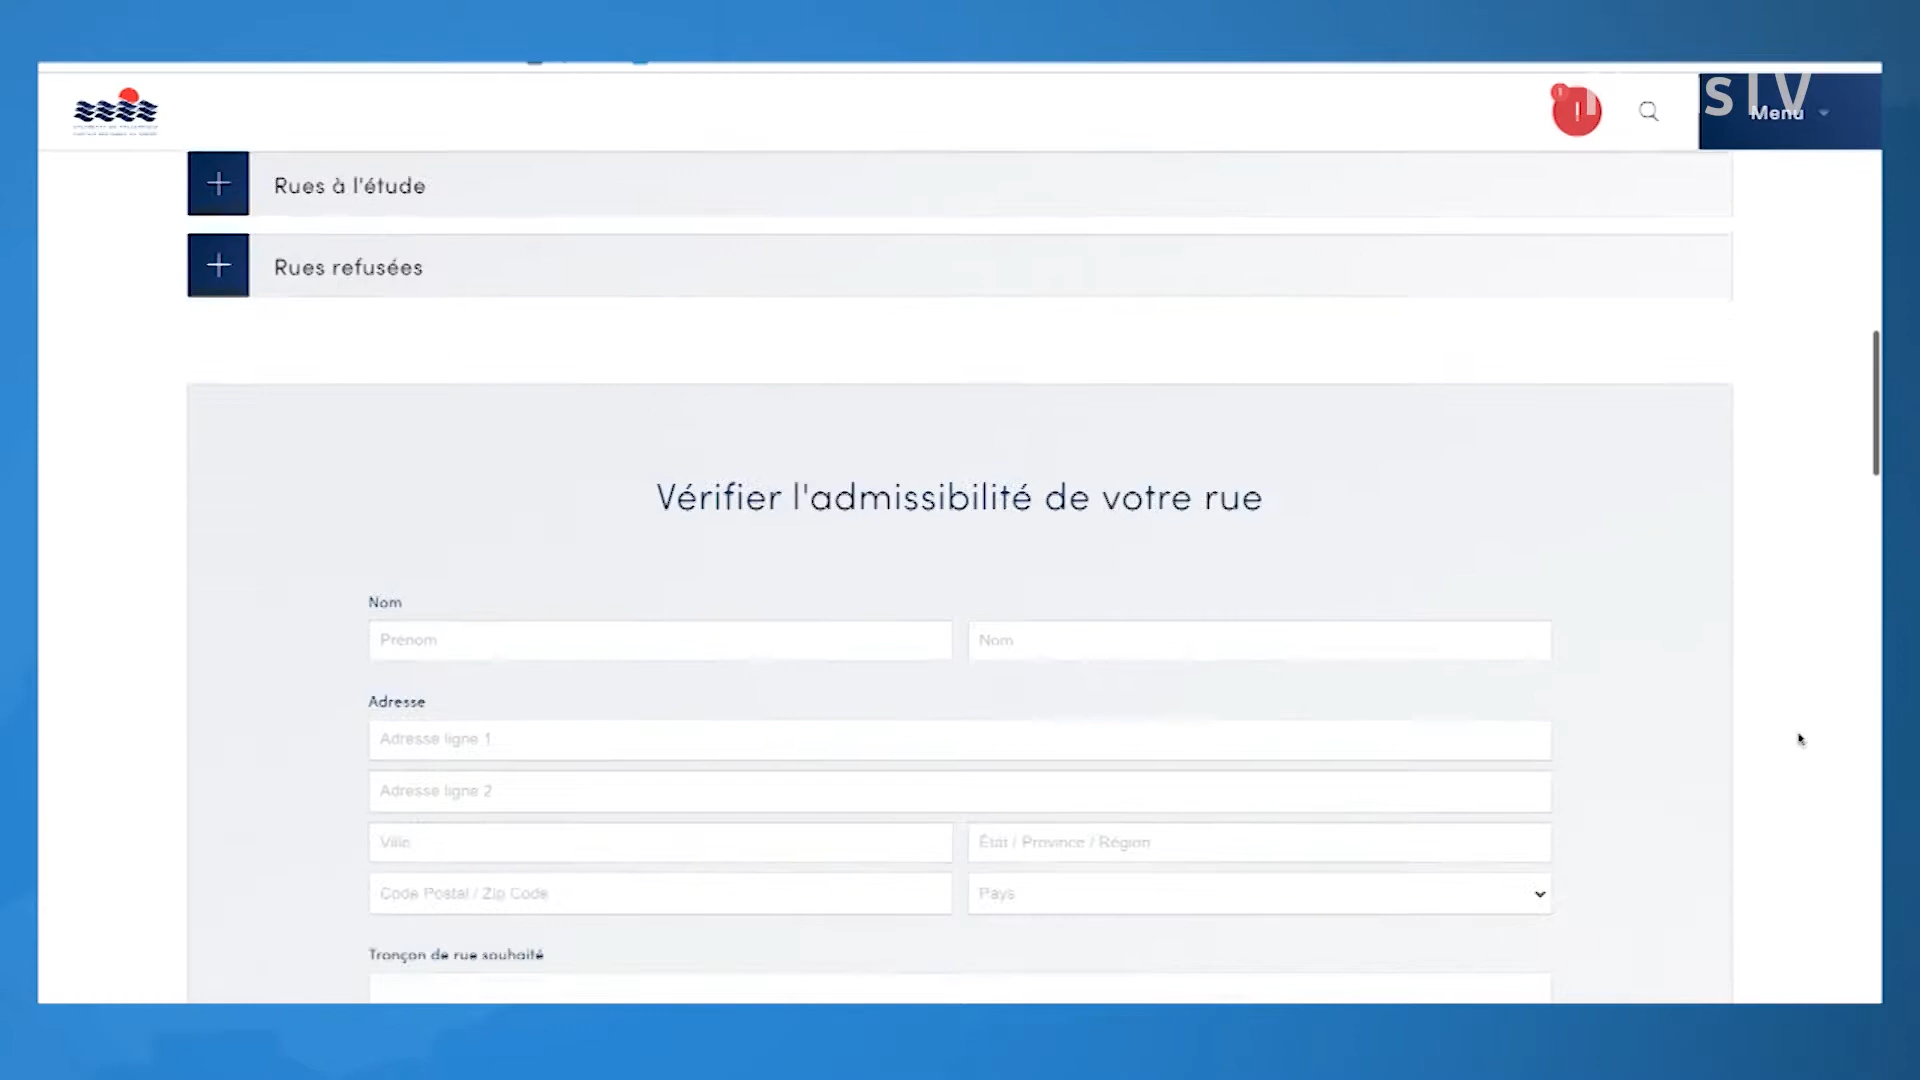 Menu
Rues à l'étude
Rues refusées
Vérifier l'admissibilité de votre rue
Nom
Prenom
Nom
Adresse
Adresse ligne 1
Adresse ligne 2
Ville
État / Province / Région
Code Postal / Zip Code
Pays
Tronçon de rue souhaité